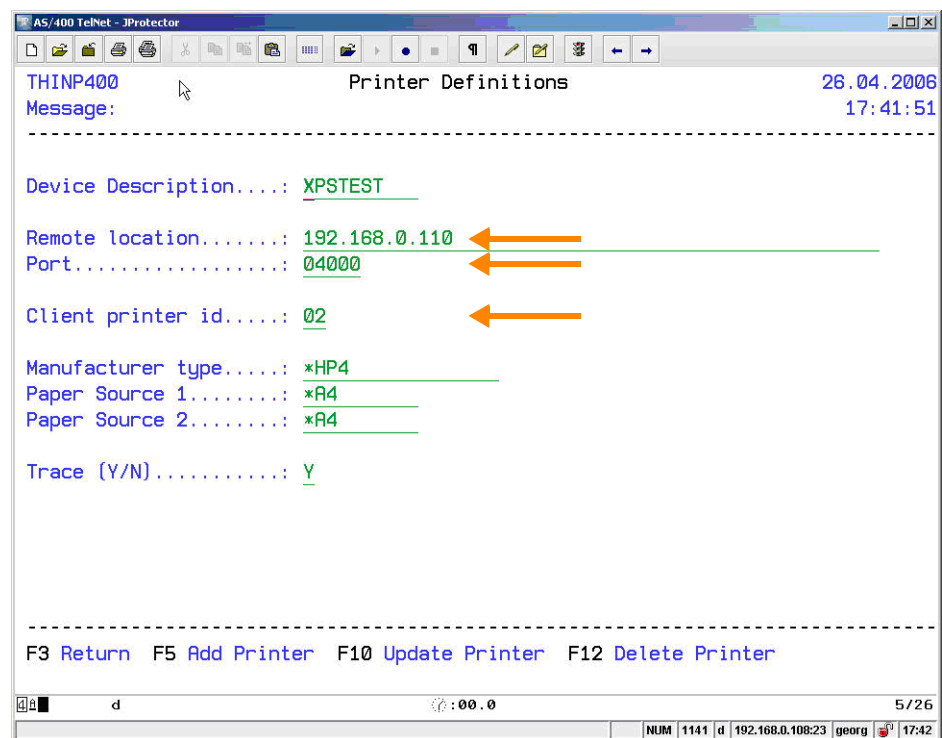 AS/400 TelNet - JProtector
THINP400 Printer Definitions 26.04.2006
Message: 17:41:51
Device Description....: XPSTEST
Remote location.......: 192.168.0.110
Port..................: 04000
Client printer id.....: 02
Manufacturer type.....: *HP4
Paper Source 1........: *A4
Paper Source 2........: *A4
Trace (Y/N)...........: Y
F3 Return F5 Add Printer F10 Update Printer F12 Delete Printer
4 d :00.0 5/26
NUM 1141 d 192.168.0.108:23 georg 17:42